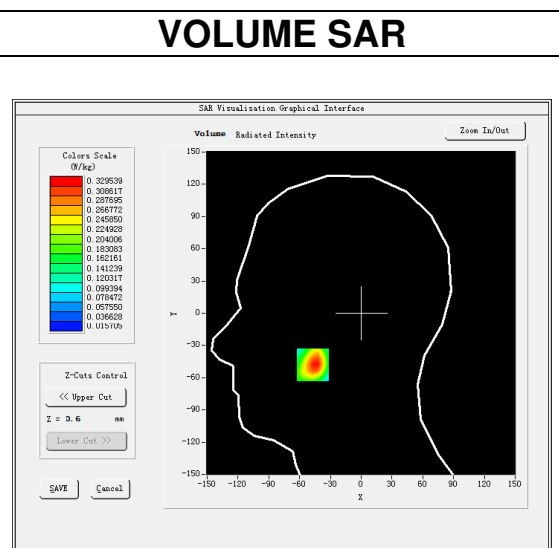 VOLUME SAR
SAR Visualisation Graphical Interface
Volume Radiated Intensity
Zoom In/Out
Colors Scale
(W/kg)
0.329539
0.308617
0.287695
0.266772
0.245850
0.224928
0.204006
0.183083
0.162161
0.141239
0.120317
0.099394
0.078472
0.057550
0.036628
0.015705
Z-Cuts Control
<< Upper Cut
Z = 0.6 mm
Lower Cut >>
SAVE Cancel
150
120
90
60
30
0
-30
-60
-90
-120
-150
Y
-150 -120 -90 -60 -30 0 30 60 90 120 150
X